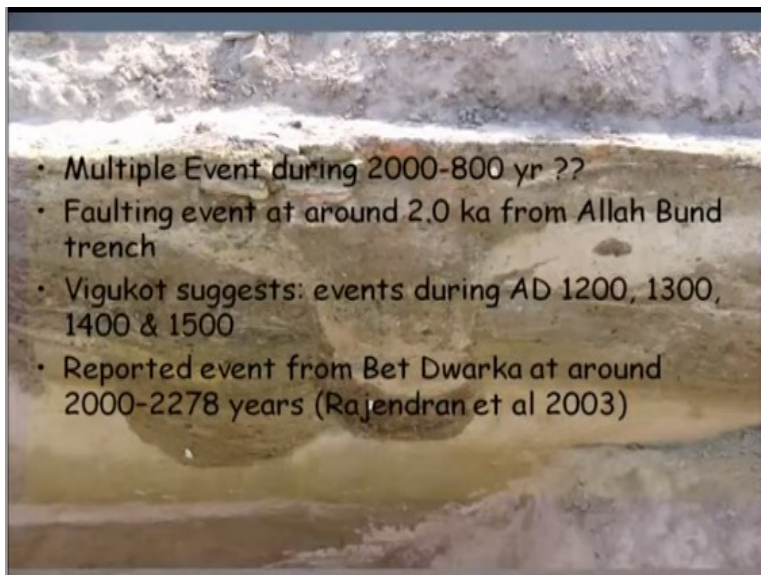 • Multiple Event during 2000-800 yr ??
• Faulting event at around 2.0 ka from Allah Bund
trench
• Vigukot suggests: events during AD 1200, 1300,
1400 & 1500
• Reported event from Bet Dwarka at around
2000-2278 years (Rajendran et al 2003)